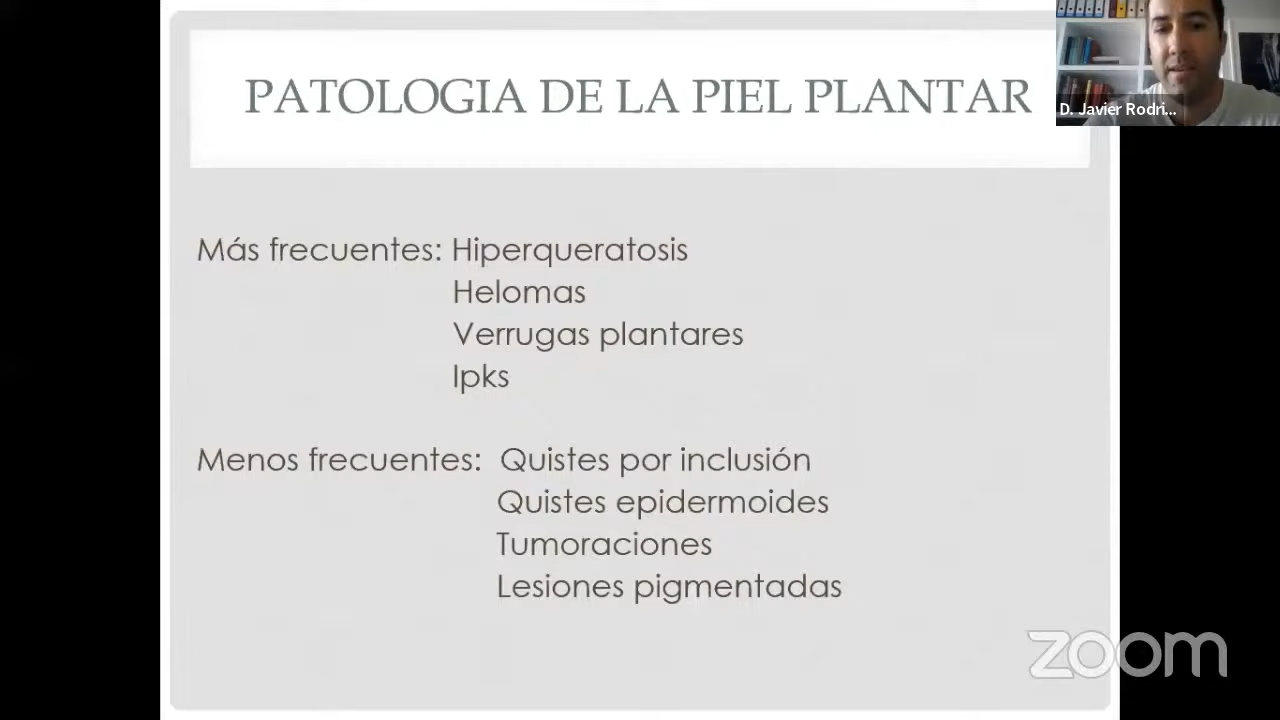 PATOLOGIA DE LA PIEL PLANTAR
D. Javier Rodri...
Más frecuentes: Hiperqueratosis
Helomas
Verrugas plantares
Ipks
Menos frecuentes: Quistes por inclusión
Quistes epidermoides
Tumoraciones
Lesiones pigmentadas
zoom